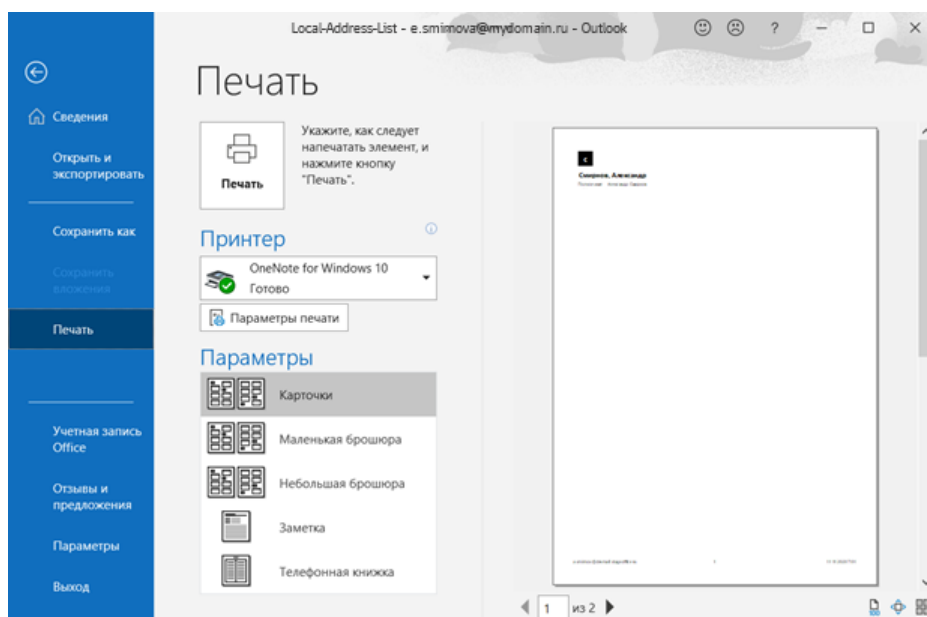 Local-Address-List - e.smirnova@mydomain.ru - Outlook
?
Печать
Сведения
Открыть и
экспортировать
Сохранить как
Сохранить
вложения
Печать
Учетная запись
Office
Отзывы и
предложения
Параметры
Выход
Печать
Укажите, как следует
напечатать элемент, и
нажмите кнопку
"Печать".
Принтер
OneNote for Windows 10
Готово
Параметры печати
Параметры
Карточки
Маленькая брошюра
Небольшая брошюра
Заметка
Телефонная книжка
с
Смирнов, Александр
1
1 из 2